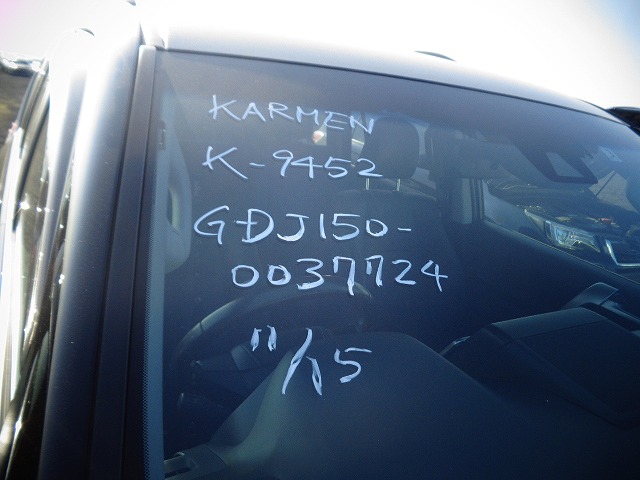 KARMEN
K-9452
GDJ150-
0037724
11/15